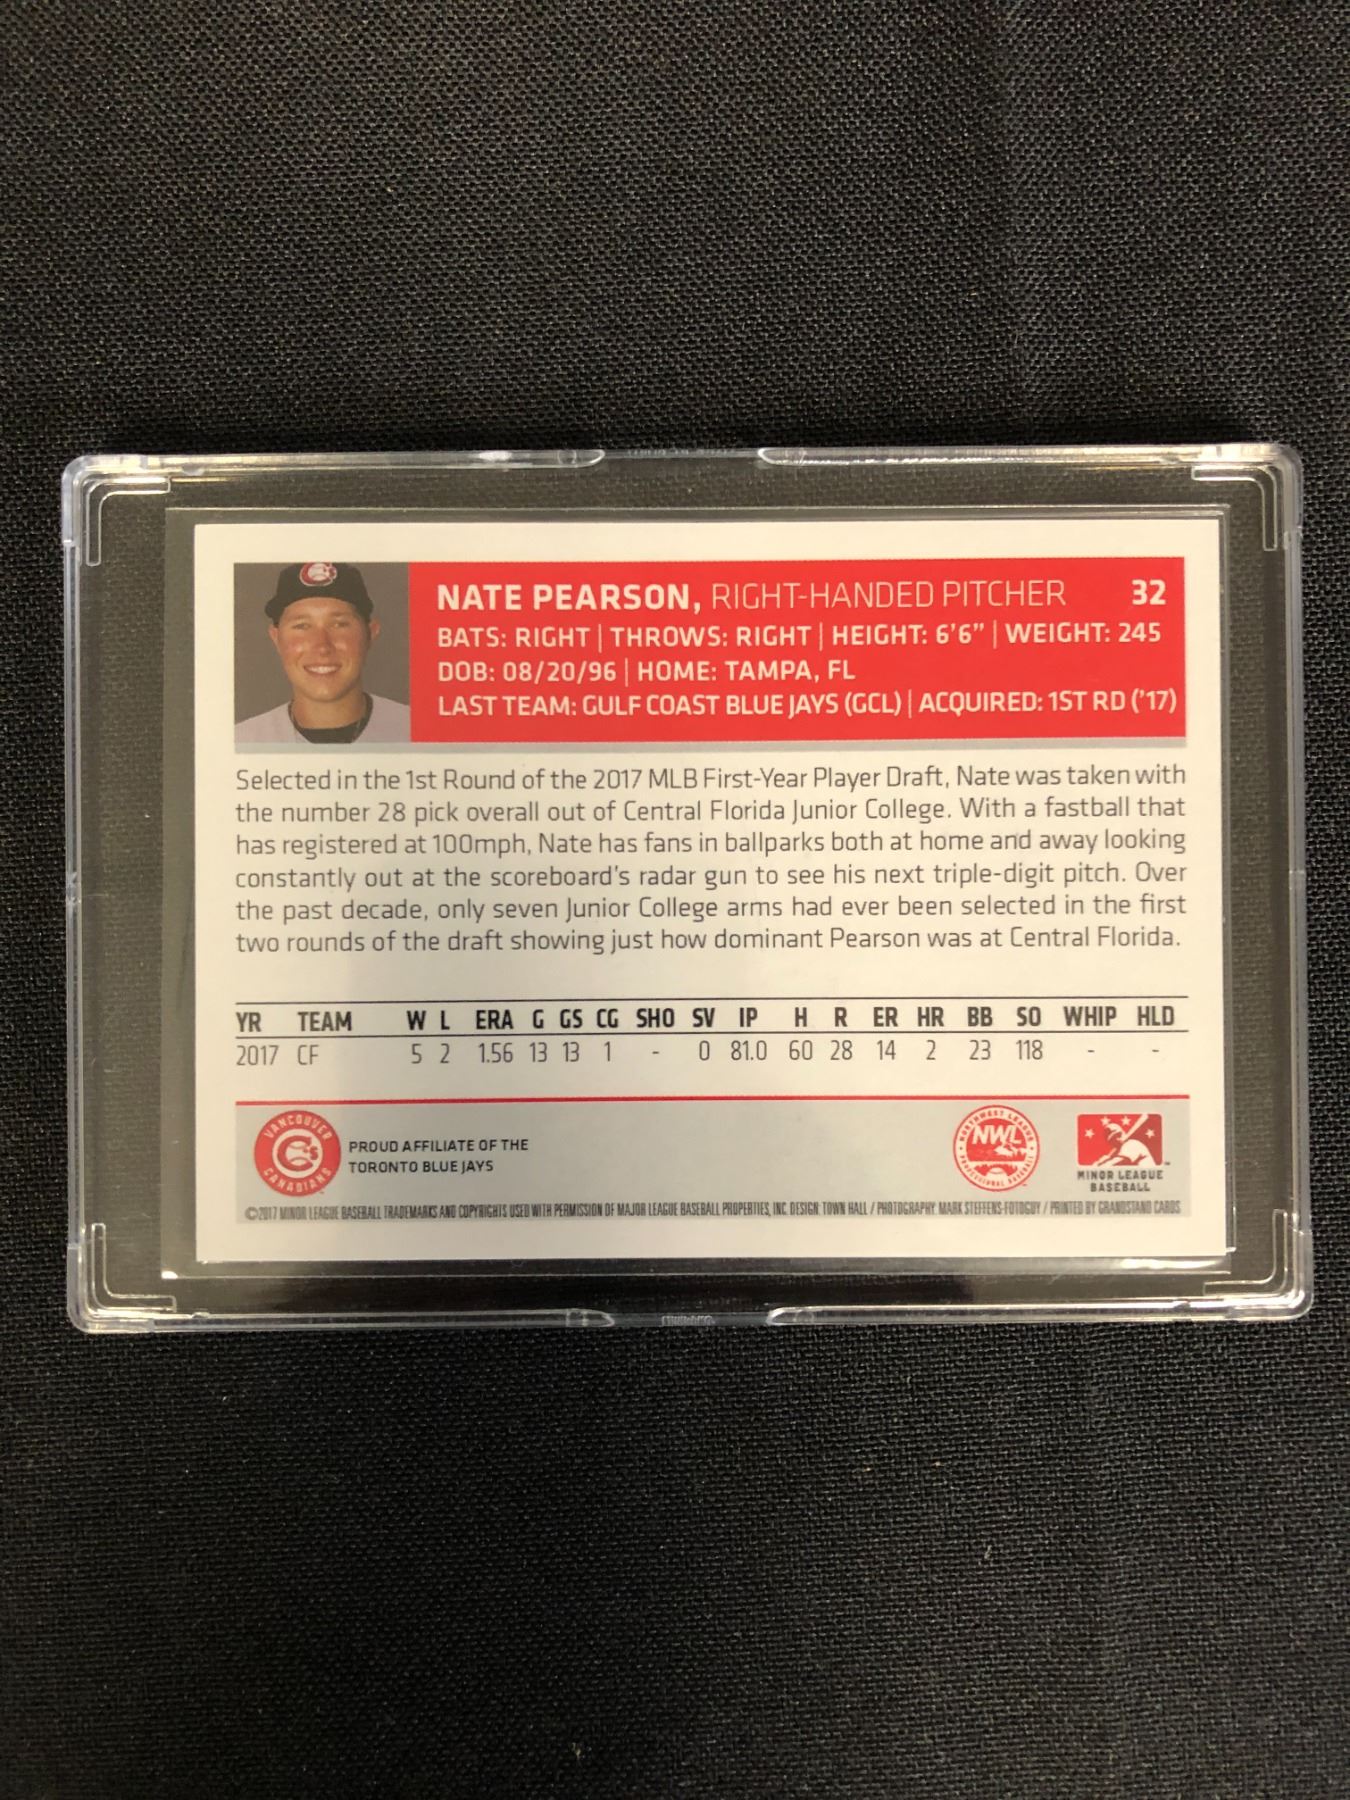 NATE PEARSON, RIGHT-HANDED PITCHER 32
BATS: RIGHT | THROWS: RIGHT | HEIGHT: 6'6" | WEIGHT: 245
DOB: 08/20/96 | HOME: TAMPA, FL
LAST TEAM: GULF COAST BLUE JAYS (GCL) | ACQUIRED: 1ST RD ('17)
Selected in the 1st Round of the 2017 MLB First-Year Player Draft, Nate was taken with
the number 28 pick overall out of Central Florida Junior College. With a fastball that
has registered at 100mph, Nate has fans in ballparks both at home and away looking
constantly out at the scoreboard's radar gun to see his next triple-digit pitch. Over
the past decade, only seven Junior College arms had ever been selected in the first
two rounds of the draft showing just how dominant Pearson was at Central Florida.
YR TEAM W L ERA G GS CG SHO SV IP H R ER HR BB SO WHIP HLD
2017 CF 5 2 1.56 13 13 1 - 0 81.0 60 28 14 2 23 118 - -
VANCOUVER
CANADIANS
PROUD AFFILIATE OF THE
TORONTO BLUE JAYS
NORTHWEST LEAGUE
NWL
PROFESSIONAL BASEBALL
MINOR LEAGUE
BASEBALL
©2017 MINOR LEAGUE BASEBALL TRADEMARKS AND COPYRIGHTS USED WITH PERMISSION OF MAJOR LEAGUE BASEBALL PROPERTIES, INC. DESIGN: TOWN HALL / PHOTOGRAPHY: MARK STEFFENS-FOTOGUY / PRINTED BY GRANDSTAND CARDS